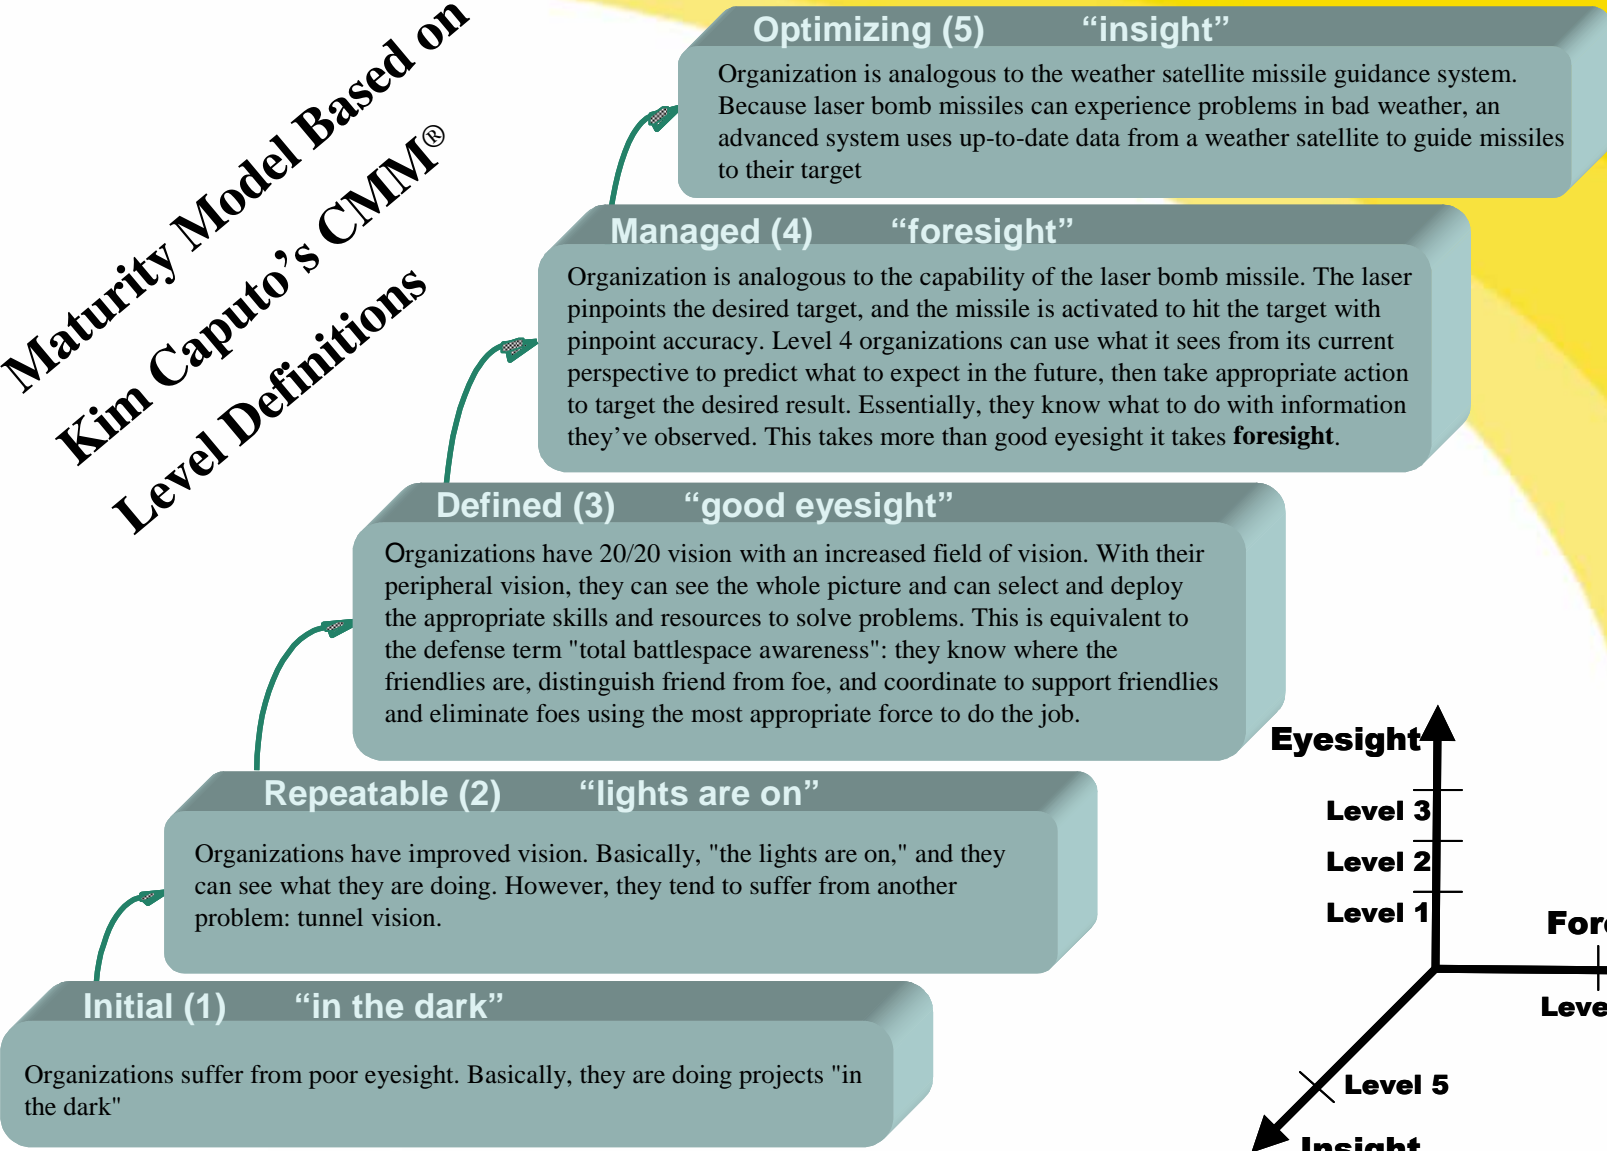 Maturity Model Based on
Kim Caputo’s CMM®
Level Definitions
Optimizing (5) “insight”
Organization is analogous to the weather satellite missile guidance system.
Because laser bomb missiles can experience problems in bad weather, an
advanced system uses up-to-date data from a weather satellite to guide missiles
to their target
Managed (4) “foresight”
Organization is analogous to the capability of the laser bomb missile. The laser
pinpoints the desired target, and the missile is activated to hit the target with
pinpoint accuracy. Level 4 organizations can use what it sees from its current
perspective to predict what to expect in the future, then take appropriate action
to target the desired result. Essentially, they know what to do with information
they’ve observed. This takes more than good eyesight it takes foresight.
Defined (3) “good eyesight”
Organizations have 20/20 vision with an increased field of vision. With their
peripheral vision, they can see the whole picture and can select and deploy
the appropriate skills and resources to solve problems. This is equivalent to
the defense term "total battlespace awareness": they know where the
friendlies are, distinguish friend from foe, and coordinate to support friendlies
and eliminate foes using the most appropriate force to do the job.
Repeatable (2) “lights are on”
Organizations have improved vision. Basically, "the lights are on," and they
can see what they are doing. However, they tend to suffer from another
problem: tunnel vision.
Initial (1) “in the dark”
Organizations suffer from poor eyesight. Basically, they are doing projects "in
the dark"
Eyesight
Level 3
Level 2
Level 1
Level 5
Insight